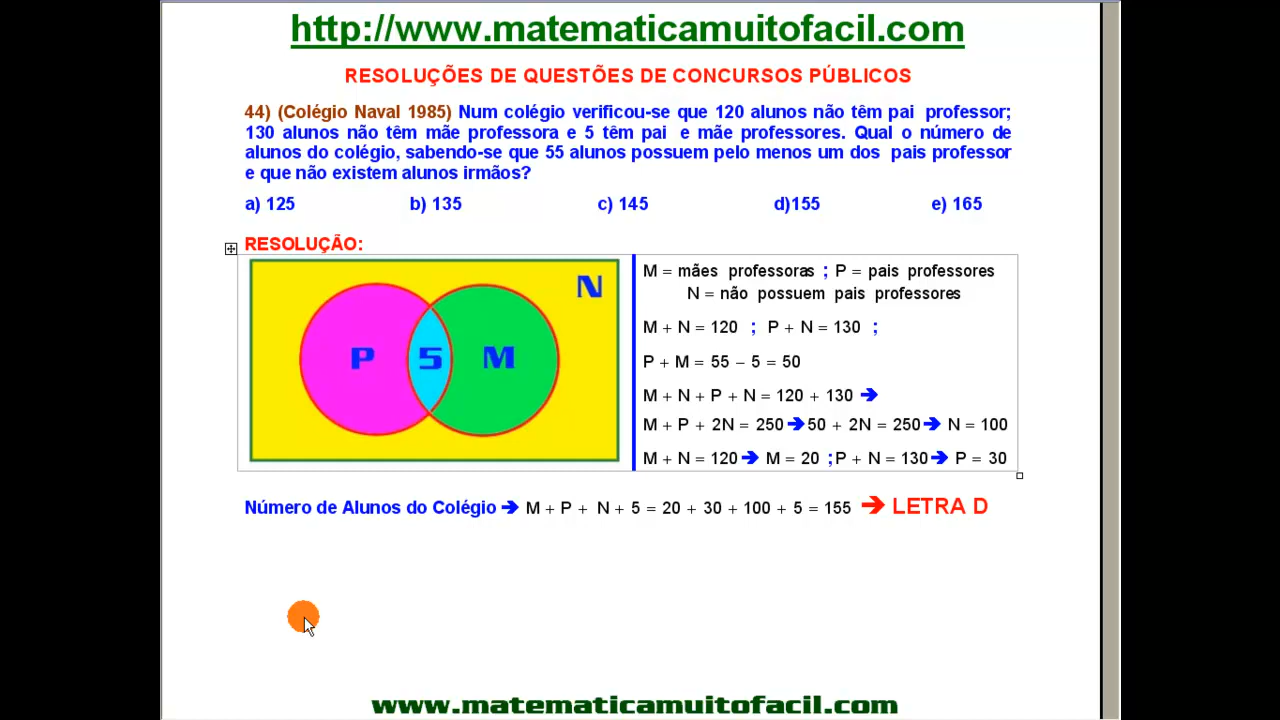 http://www.matematicamuitofacil.com
RESOLUÇÕES DE QUESTÕES DE CONCURSOS PÚBLICOS
44) (Colégio Naval 1985) Num colégio verificou-se que 120 alunos não têm pai professor;
130 alunos não têm mãe professora e 5 têm pai e mãe professores. Qual o número de
alunos do colégio, sabendo-se que 55 alunos possuem pelo menos um dos pais professor
e que não existem alunos irmãos?
a) 125 b) 135 c) 145 d)155 e) 165
RESOLUÇÃO:
N
P 5 M
M = mães professoras ; P = pais professores
N = não possuem pais professores
M + N = 120 ; P + N = 130 ;
P + M = 55 – 5 = 50
M + N + P + N = 120 + 130 ➔
M + P + 2N = 250 ➔ 50 + 2N = 250 ➔ N = 100
M + N = 120 ➔ M = 20 ; P + N = 130 ➔ P = 30
Número de Alunos do Colégio ➔ M + P + N + 5 = 20 + 30 + 100 + 5 = 155 ➔ LETRA D
www.matematicamuitofacil.com